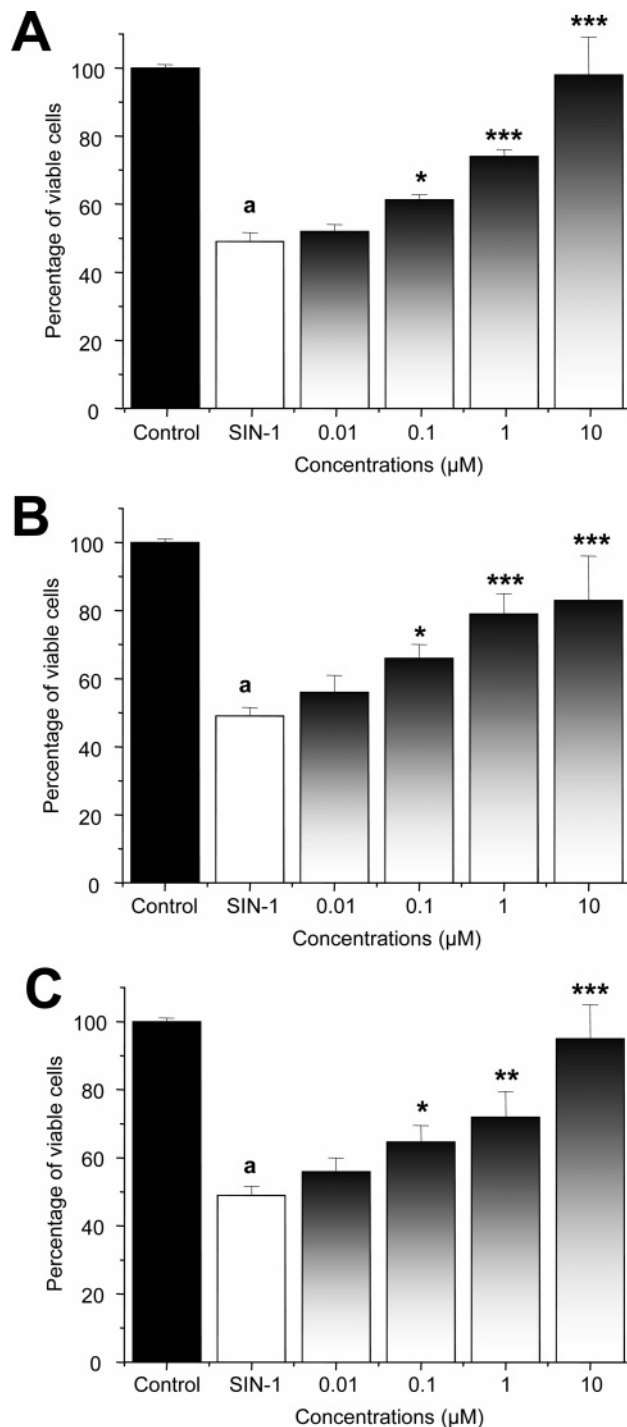 A
Percentage of viable cells
100
80
60
40
20
0
a
*
***
***
Control SIN-1 0.01 0.1 1 10
Concentrations (µM)
B
Percentage of viable cells
100
80
60
40
20
0
a
*
***
***
Control SIN-1 0.01 0.1 1 10
Concentrations (µM)
C
Percentage of viable cells
100
80
60
40
20
0
a
*
**
***
Control SIN-1 0.01 0.1 1 10
Concentrations (µM)